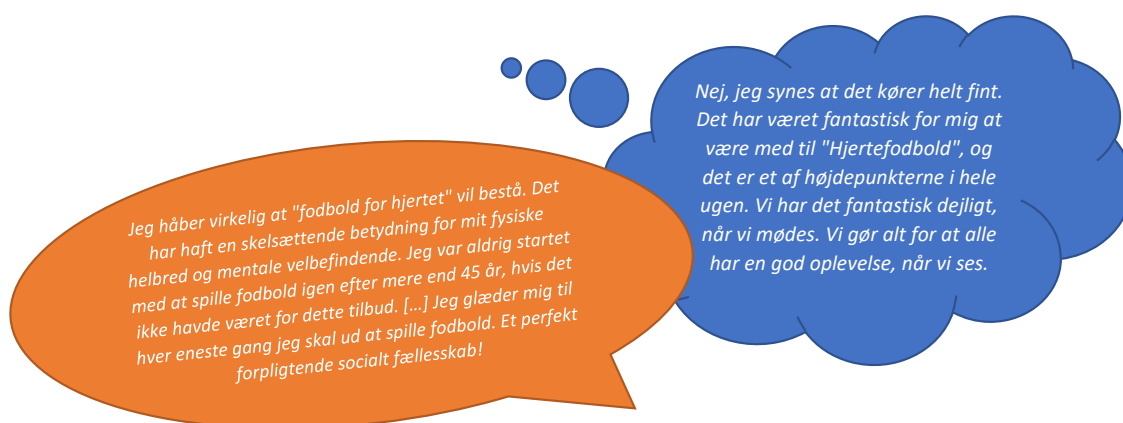 Nej, jeg synes at det kører helt fint.
Det har været fantastisk for mig at
være med til "Hjertefodbold", og
det er et af højdepunkterne i hele
ugen. Vi har det fantastisk dejligt,
når vi mødes. Vi gør alt for at alle
har en god oplevelse, når vi ses.
Jeg håber virkelig at "fodbold for hjertet" vil bestå. Det
har haft en skelsættende betydning for mit fysiske
helbred og mentale velbefindende. Jeg var aldrig startet
med at spille fodbold igen efter mere end 45 år, hvis det
ikke havde været for dette tilbud. [...] Jeg glæder mig til
hver eneste gang jeg skal ud at spille fodbold. Et perfekt
forpligtende socialt fællesskab!